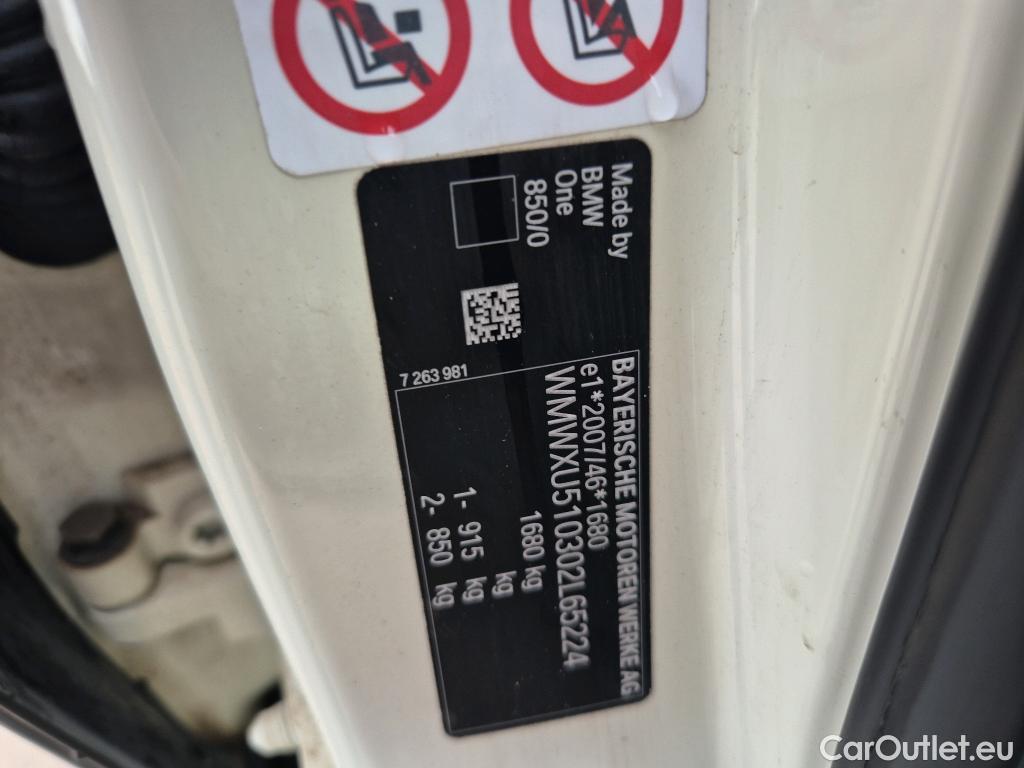 Made by
BMW
One
850/0
BAYERISCHE MOTOREN WERKE AG
e1*2007/46*1680
WMWXU510302L65224
1680 kg
kg
1- 915 kg
2- 850 kg
7 263 981
CarOutlet.eu